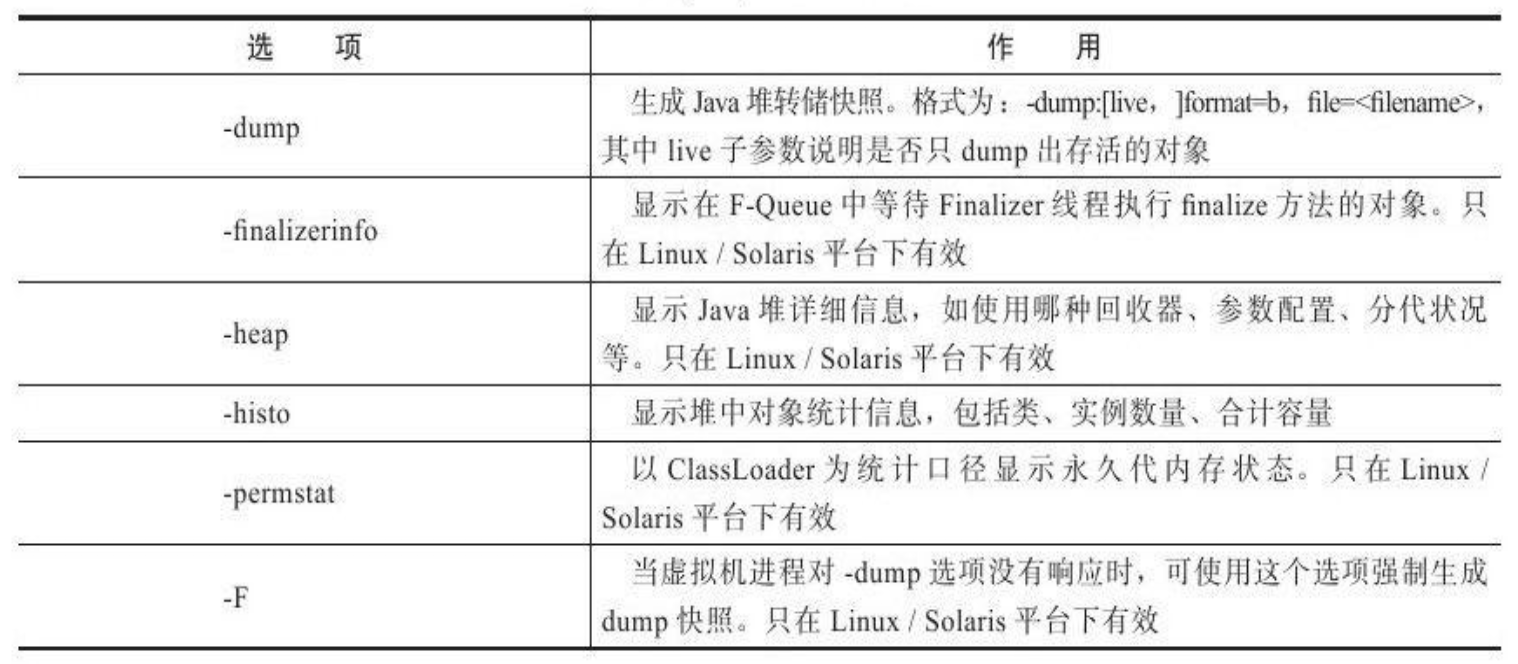 选 项 作 用
-dump 生成 Java 堆转储快照。格式为：-dump:[live，]format=b，file=<filename>，
其中 live 子参数说明是否只 dump 出存活的对象
-finalizerinfo 显示在 F-Queue 中等待 Finalizer 线程执行 finalize 方法的对象。只
在 Linux / Solaris 平台下有效
-heap 显示 Java 堆详细信息，如使用哪种回收器、参数配置、分代状况
等。只在 Linux / Solaris 平台下有效
-histo 显示堆中对象统计信息，包括类、实例数量、合计容量
-permstat 以 ClassLoader 为统计口径显示永久代内存状态。只在 Linux /
Solaris 平台下有效
-F 当虚拟机进程对 -dump 选项没有响应时，可使用这个选项强制生成
dump 快照。只在 Linux / Solaris 平台下有效